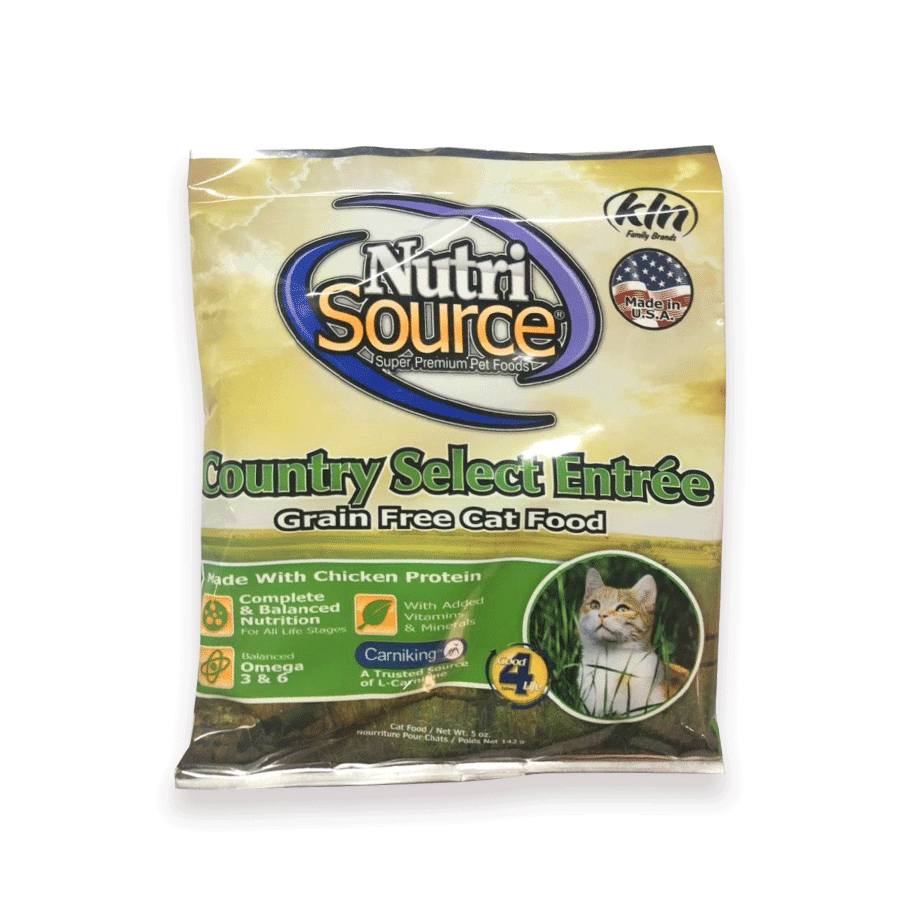 kln
Family Brands
Nutri
Source®
Super Premium Pet Foods
Made in
U.S.A.
Country Select Entrée
Grain Free Cat Food
Made With Chicken Protein
Complete
& Balanced
Nutrition
For All Life Stages
With Added
Vitamins
& Minerals
Balanced
Omega
3 & 6
Carniking
A Trusted Source
of L-Carnitine
Good
4
Life
Cat Food / Net Wt. 5 oz.
Nourriture Pour Chats / Poids Net 142 g